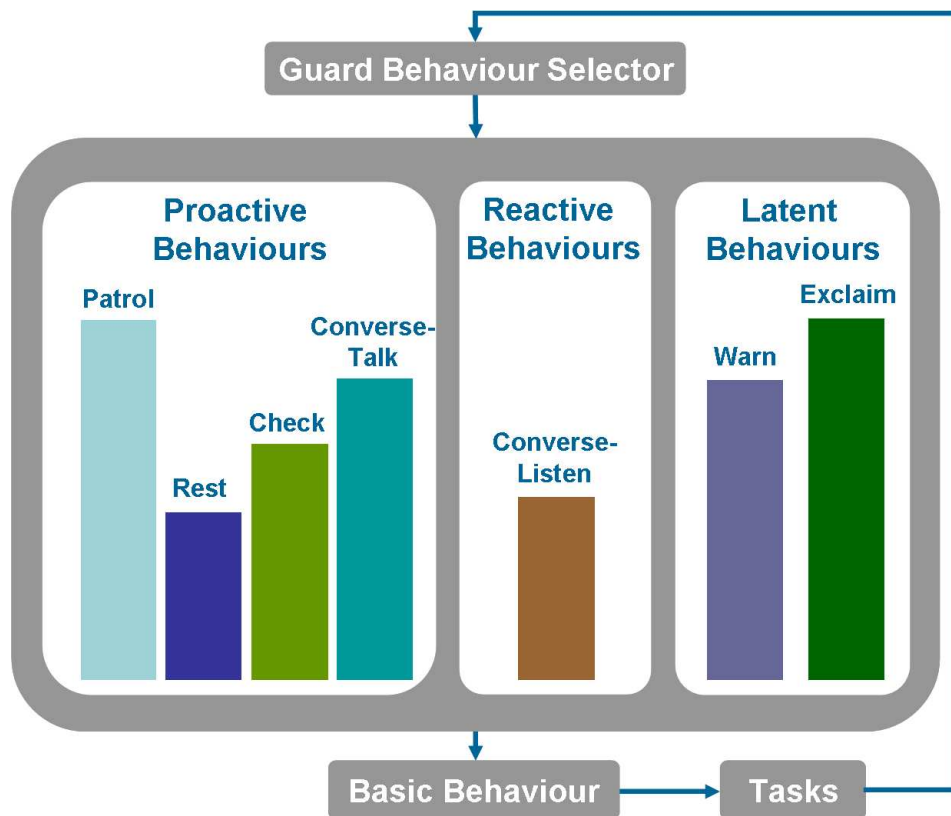 Guard Behaviour Selector
Proactive
Behaviours
Patrol
Rest
Check
Converse-
Talk
Reactive
Behaviours
Converse-
Listen
Latent
Behaviours
Warn
Exclaim
Basic Behaviour
Tasks